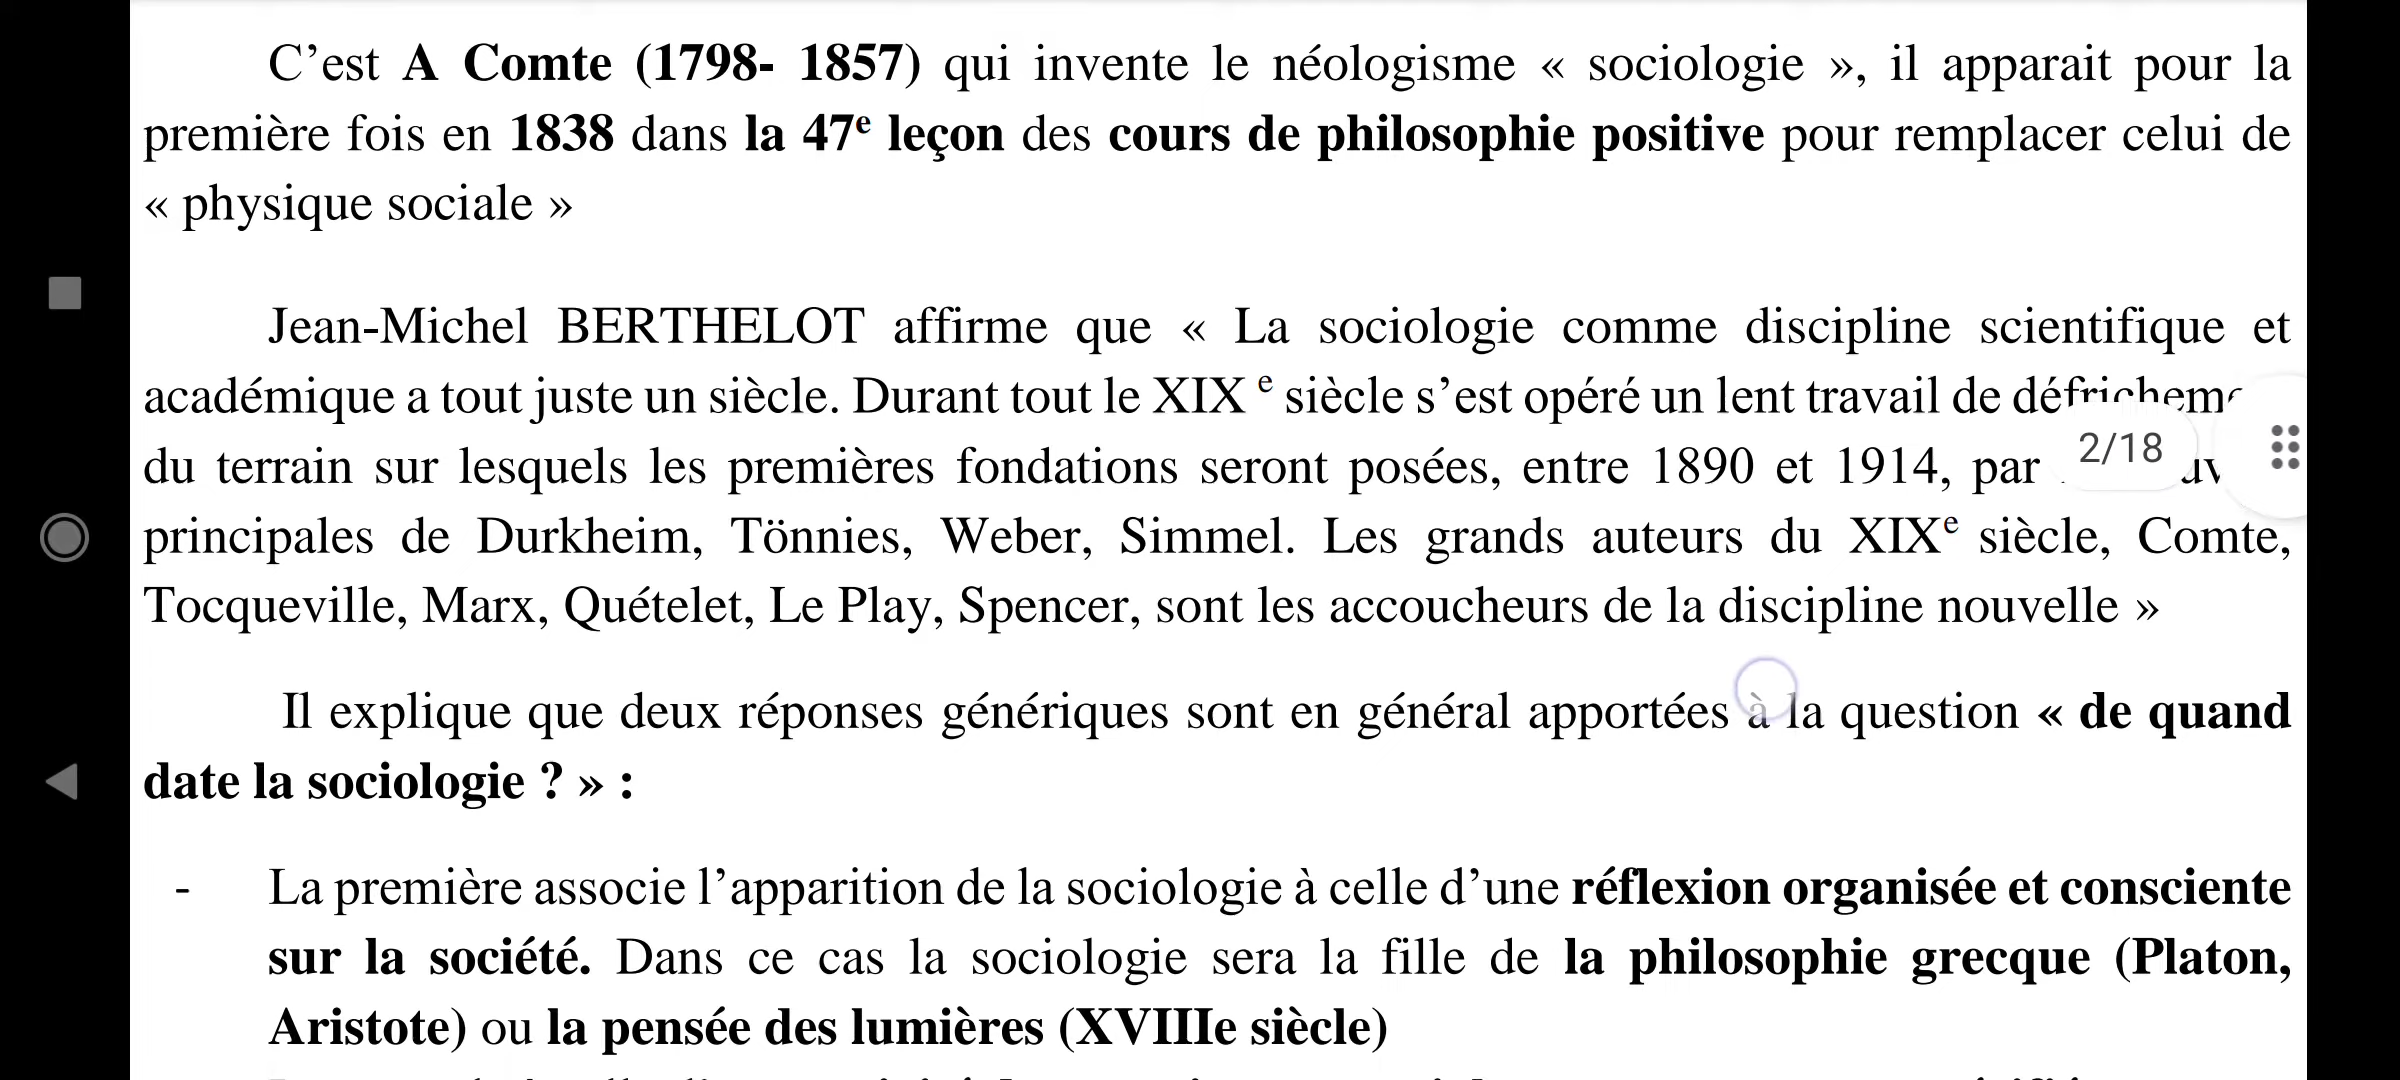 C’est A Comte (1798- 1857) qui invente le néologisme « sociologie », il apparait pour la
première fois en 1838 dans la 47e leçon des cours de philosophie positive pour remplacer celui de
« physique sociale »
Jean-Michel BERTHELOT affirme que « La sociologie comme discipline scientifique et
académique a tout juste un siècle. Durant tout le XIX e siècle s’est opéré un lent travail de
du terrain sur lesquels les premières fondations seront posées, entre 1890 et 1914, par
2/18
principales de Durkheim, Tönnies, Weber, Simmel. Les grands auteurs du XIXe siècle, Comte,
Tocqueville, Marx, Quételet, Le Play, Spencer, sont les accoucheurs de la discipline nouvelle »
Il explique que deux réponses génériques sont en général apportées à la question « de quand
date la sociologie ? » :
- La première associe l’apparition de la sociologie à celle d’une réflexion organisée et consciente
sur la société. Dans ce cas la sociologie sera la fille de la philosophie grecque (Platon,
Aristote) ou la pensée des lumières (XVIIIe siècle)